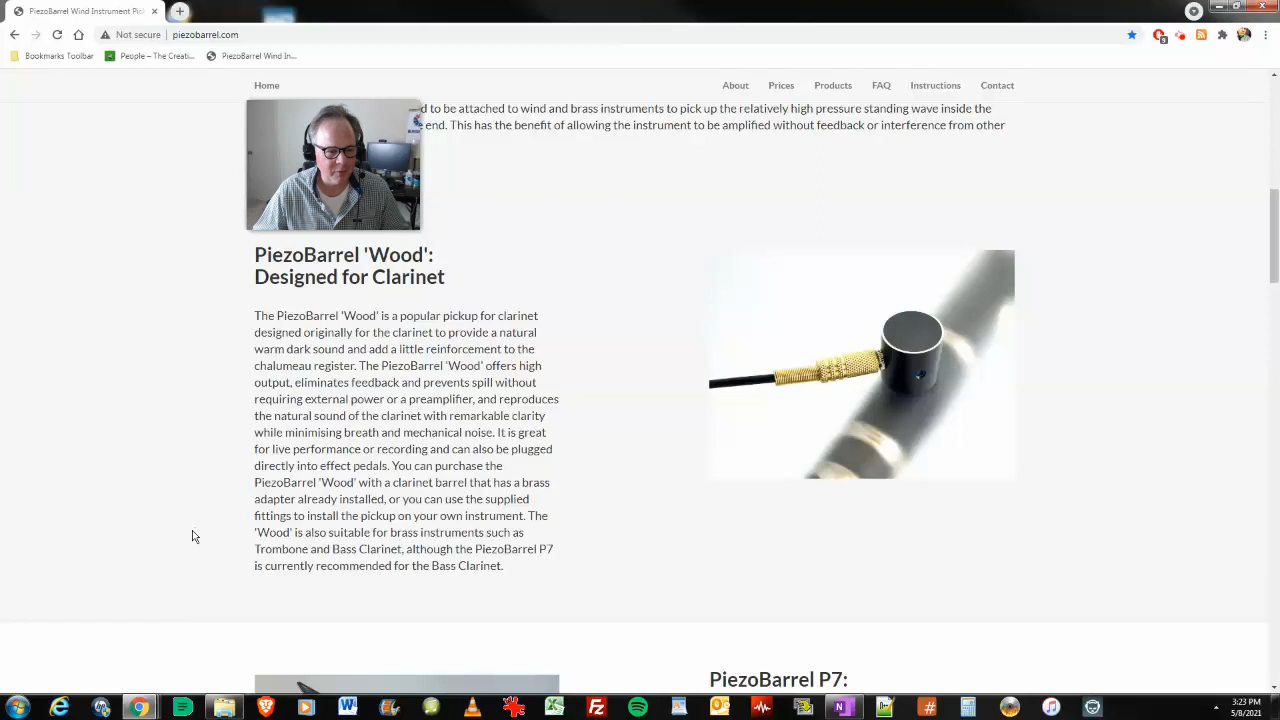 PiezoBarrel Wind Instrument Pick
Not secure
piezobarrel.com
Bookmarks Toolbar
People – The Creati...
PiezoBarrel Wind In...
Home
About
Prices
Products
FAQ
Instructions
Contact
d to be attached to wind and brass instruments to pick up the relatively high pressure standing wave inside the
e end. This has the benefit of allowing the instrument to be amplified without feedback or interference from other
PiezoBarrel 'Wood':
Designed for Clarinet
The PiezoBarrel 'Wood' is a popular pickup for clarinet
designed originally for the clarinet to provide a natural
warm dark sound and add a little reinforcement to the
chalumeau register. The PiezoBarrel 'Wood' offers high
output, eliminates feedback and prevents spill without
requiring external power or a preamplifier, and reproduces
the natural sound of the clarinet with remarkable clarity
while minimising breath and mechanical noise. It is great
for live performance or recording and can also be plugged
directly into effect pedals. You can purchase the
PiezoBarrel 'Wood' with a clarinet barrel that has a brass
adapter already installed, or you can use the supplied
fittings to install the pickup on your own instrument. The
'Wood' is also suitable for brass instruments such as
Trombone and Bass Clarinet, although the PiezoBarrel P7
is currently recommended for the Bass Clarinet.
PiezoBarrel P7:
3:23 PM
5/8/2021